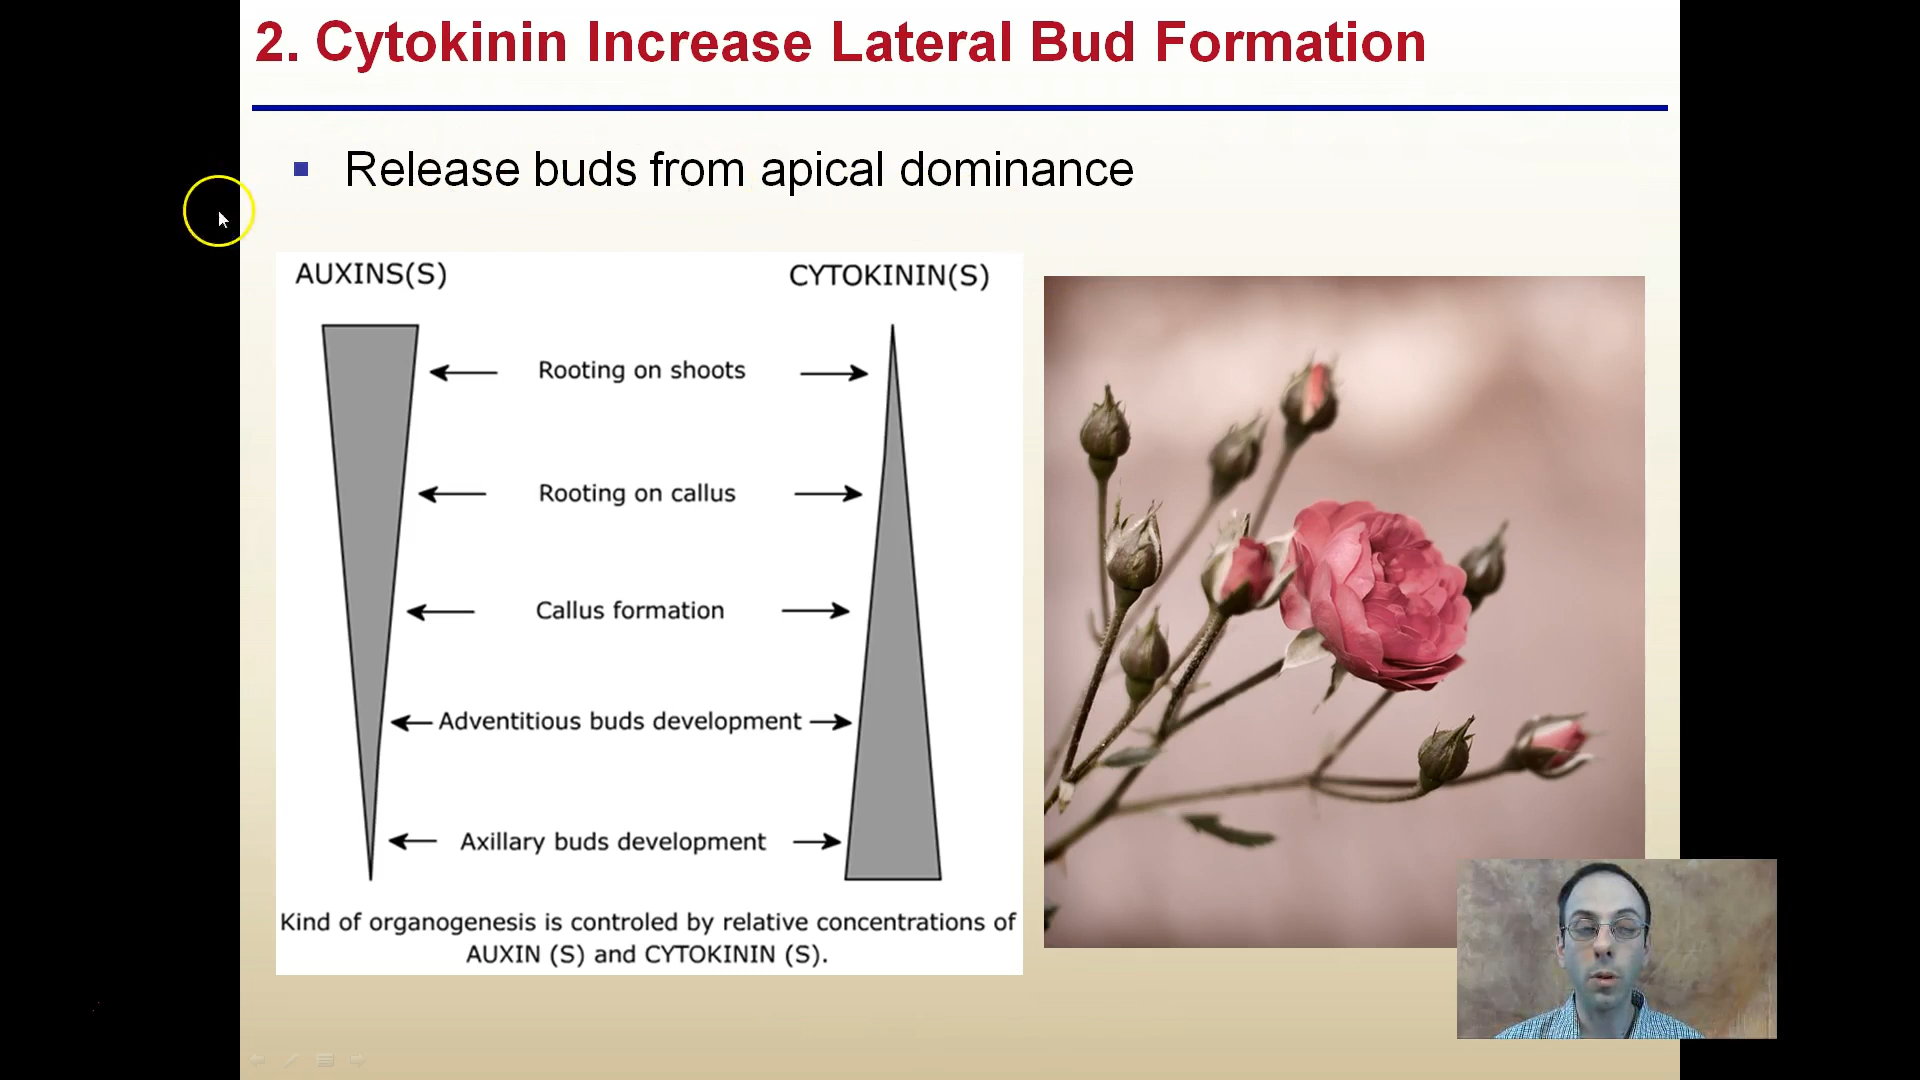 2. Cytokinin Increase Lateral Bud Formation
Release buds from apical dominance
AUXINS(S)
CYTOKININ(S)
Rooting on shoots
Rooting on callus
Callus formation
Adventitious buds development
Axillary buds development
Kind of organogenesis is controled by relative concentrations of
AUXIN (S) and CYTOKININ (S).